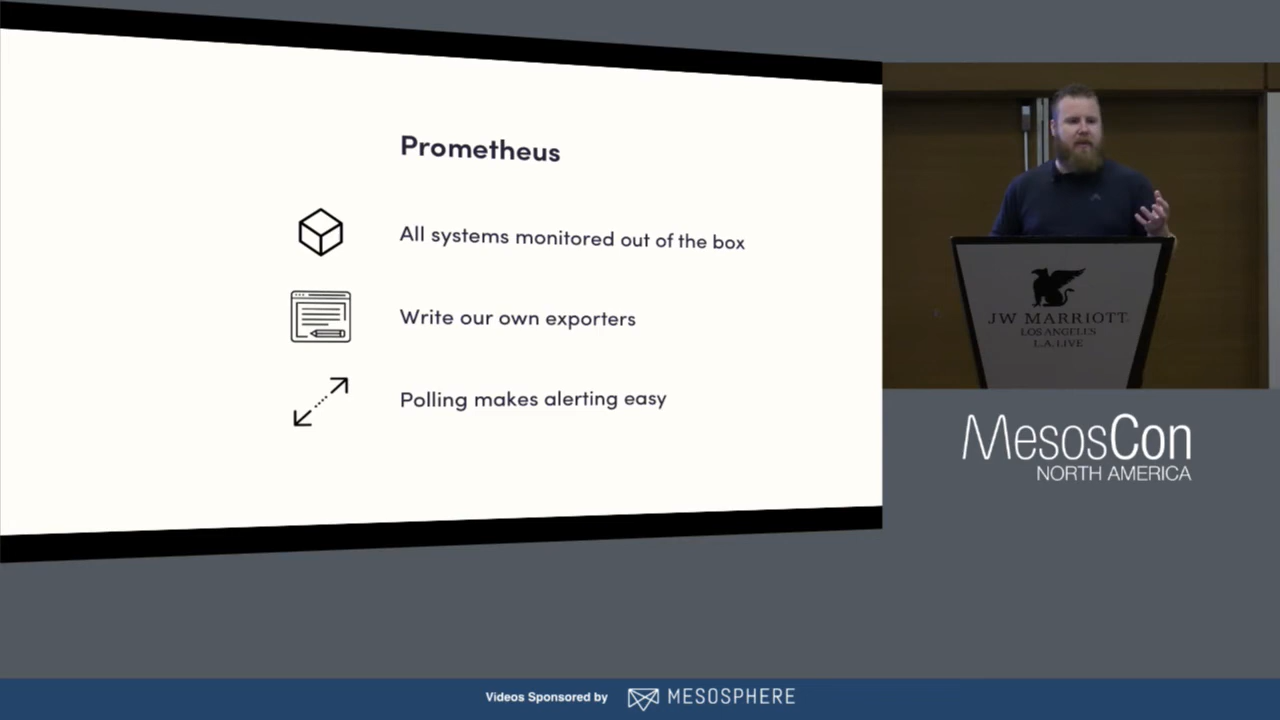 Prometheus
All systems monitored out of the box
Write our own exporters
Polling makes alerting easy
JW MARRIOTT
LOS ANGELES
L.A. LIVE
MesosCon
NORTH AMERICA
Videos Sponsored by MESOSPHERE